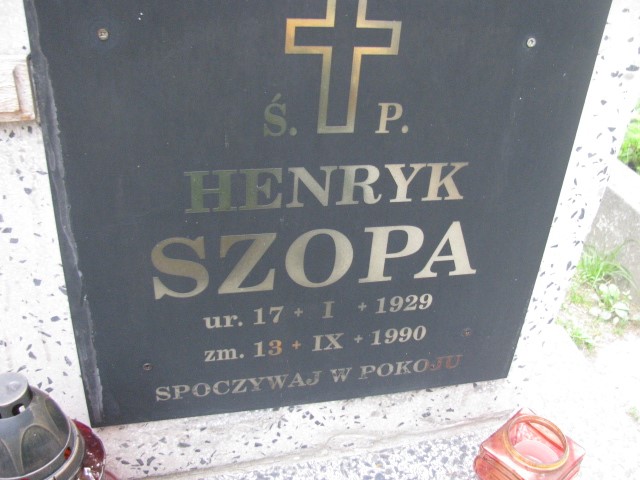 Ś. P.
HENRYK
SZOPA
ur. 17 + I + 1929
zm. 13 + IX + 1990
SPOCZYWAJ W POKOJU